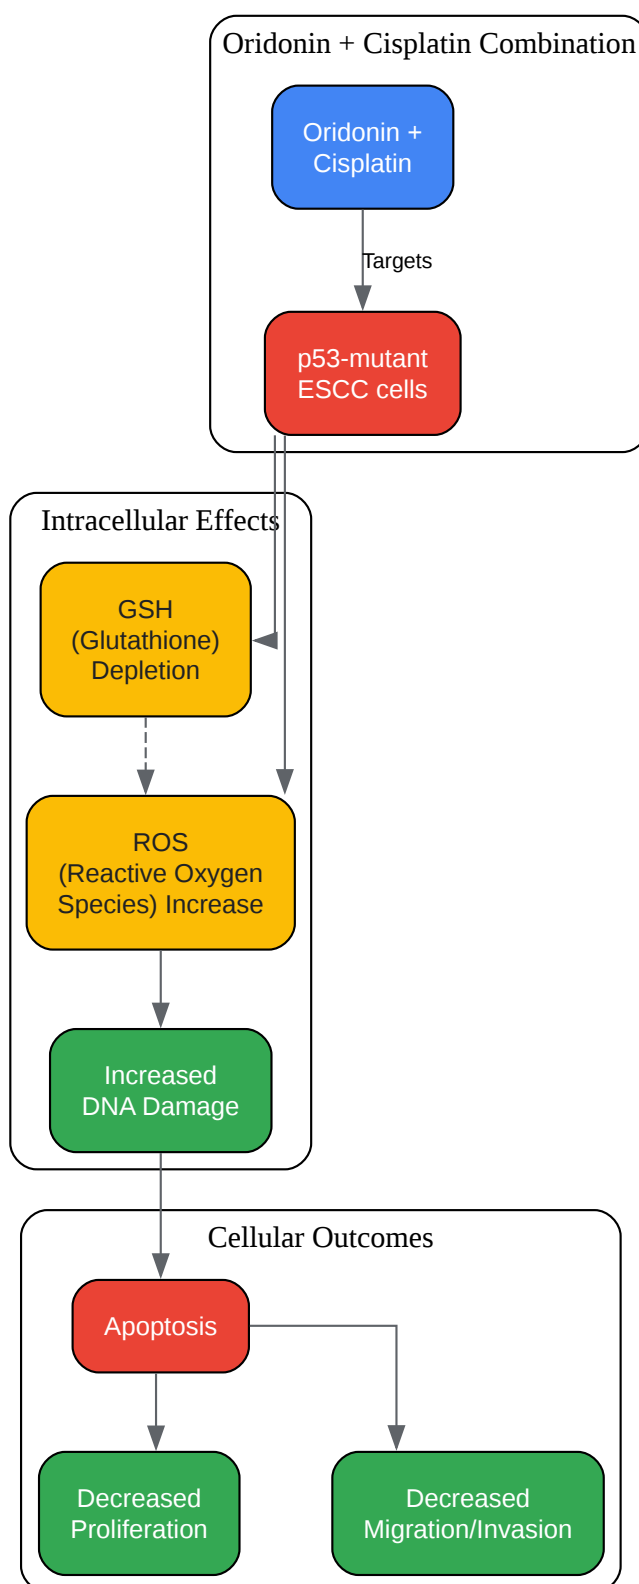 Oridonin + Cisplatin Combination
Oridonin +
Cisplatin
Targets
p53-mutant
ESCC cells
Intracellular Effects
GSH
(Glutathione)
Depletion
ROS
(Reactive Oxygen
Species) Increase
Increased
DNA Damage
Cellular Outcomes
Apoptosis
Decreased
Proliferation
Decreased
Migration/Invasion